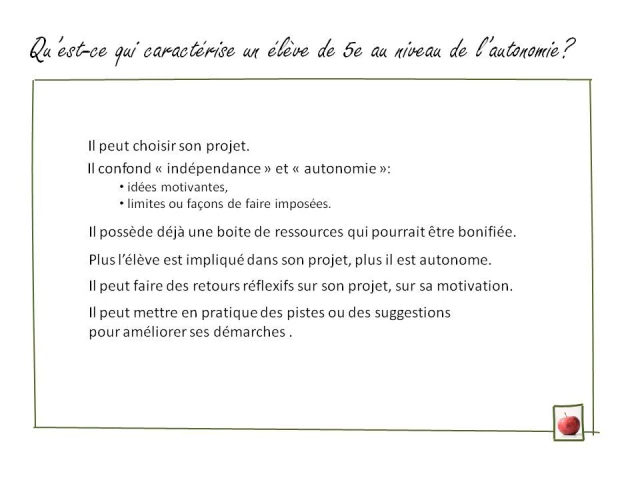 Qu'est-ce qui caractérise un élève de 5e au niveau de l'autonomie?
Il peut choisir son projet.
Il confond « indépendance » et « autonomie »:
• idées motivantes,
• limites ou façons de faire imposées.
Il possède déjà une boite de ressources qui pourrait être bonifiée.
Plus l'élève est impliqué dans son projet, plus il est autonome.
Il peut faire des retours réflexifs sur son projet, sur sa motivation.
Il peut mettre en pratique des pistes ou des suggestions
pour améliorer ses démarches .